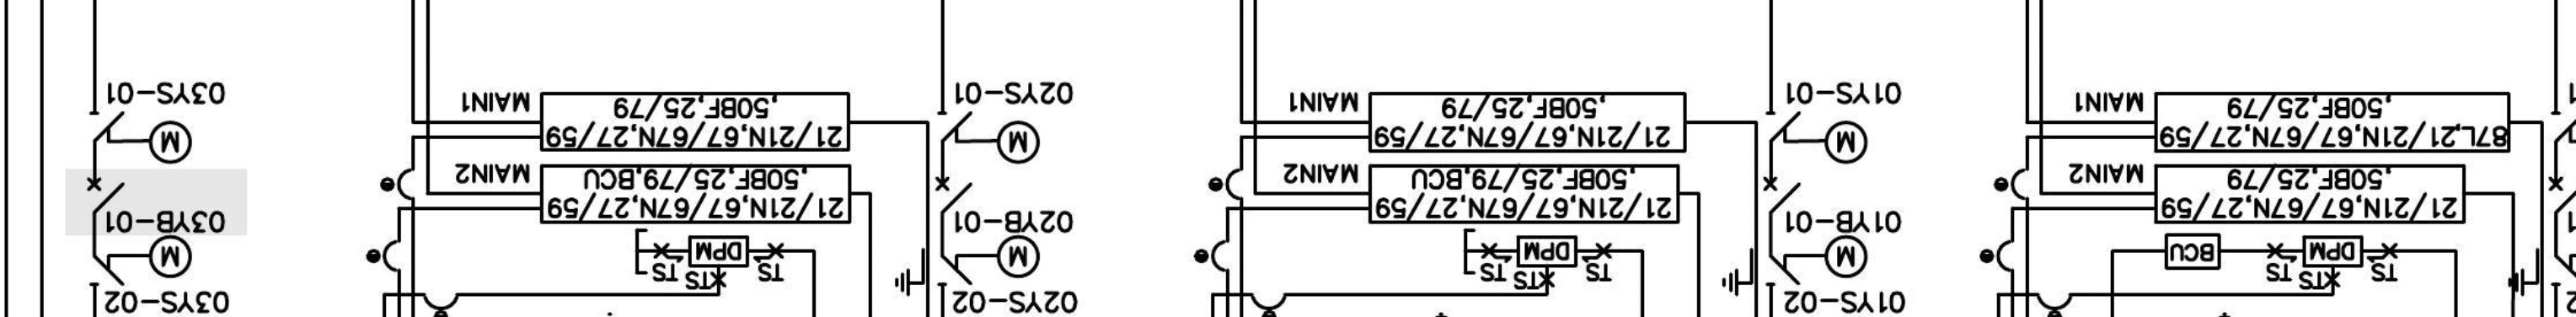 TS
TS
TS
DPM
BCU
21/21N,67/67N,27/59
,50BF,25/79
MAIN2
87L,21/21N,67/67N,27/59
,50BF,25/79
MAIN1
01YS-02
M
01YB-01
M
01YS-01
TS
TS
TS
DPM
21/21N,67/67N,27/59
,50BF,25/79,BCU
MAIN2
21/21N,67/67N,27/59
,50BF,25/79
MAIN1
02YS-02
M
02YB-01
M
02YS-01
TS
TS
TS
DPM
21/21N,67/67N,27/59
,50BF,25/79,BCU
MAIN2
21/21N,67/67N,27/59
,50BF,25/79
MAIN1
03YS-02
M
03YB-01
M
03YS-01